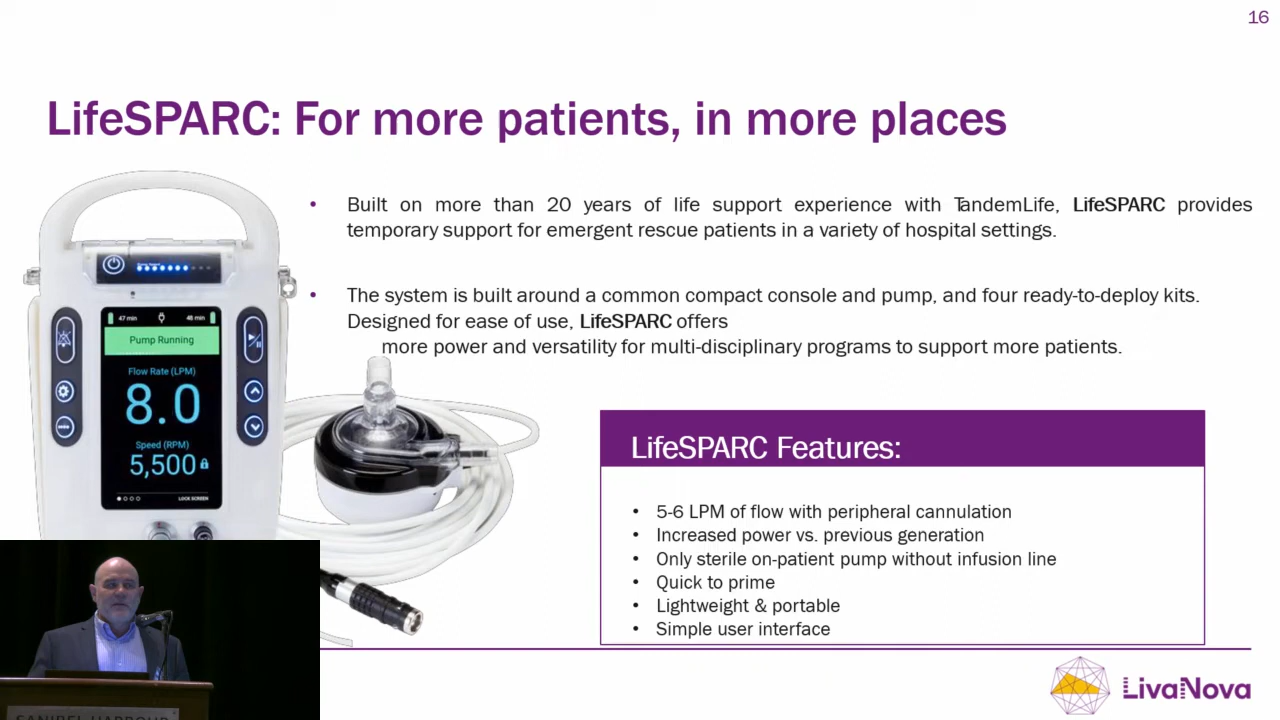 16
LifeSPARC: For more patients, in more places
• Built on more than 20 years of life support experience with TandemLife, LifeSPARC provides
temporary support for emergent rescue patients in a variety of hospital settings.
• The system is built around a common compact console and pump, and four ready-to-deploy kits.
Designed for ease of use, LifeSPARC offers
more power and versatility for multi-disciplinary programs to support more patients.
47 min 48 min
Pump Running
Flow Rate (LPM)
8.0
Speed (RPM)
5,500
LOCK SCREEN
LifeSPARC Features:
• 5-6 LPM of flow with peripheral cannulation
• Increased power vs. previous generation
• Only sterile on-patient pump without infusion line
• Quick to prime
• Lightweight & portable
• Simple user interface
LivaNova
SANIBEL HARBOUR